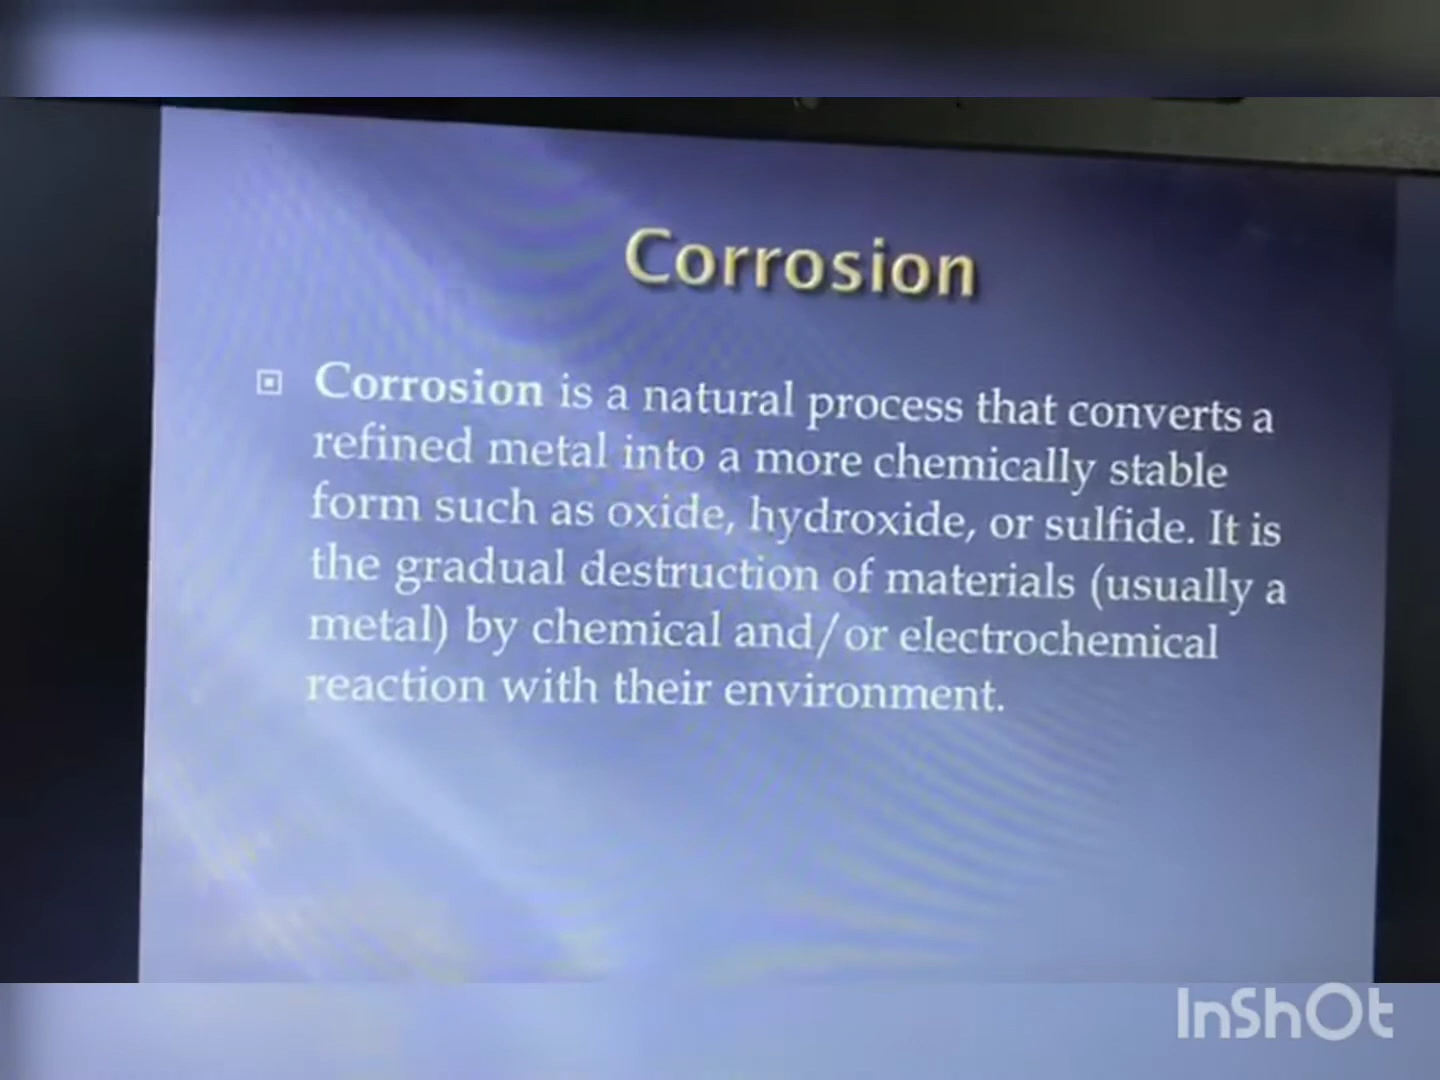 Corrosion
Corrosion is a natural process that converts a
refined metal into a more chemically stable
form such as oxide, hydroxide, or sulfide. It is
the gradual destruction of materials (usually a
metal) by chemical and/or electrochemical
reaction with their environment.
InShOt